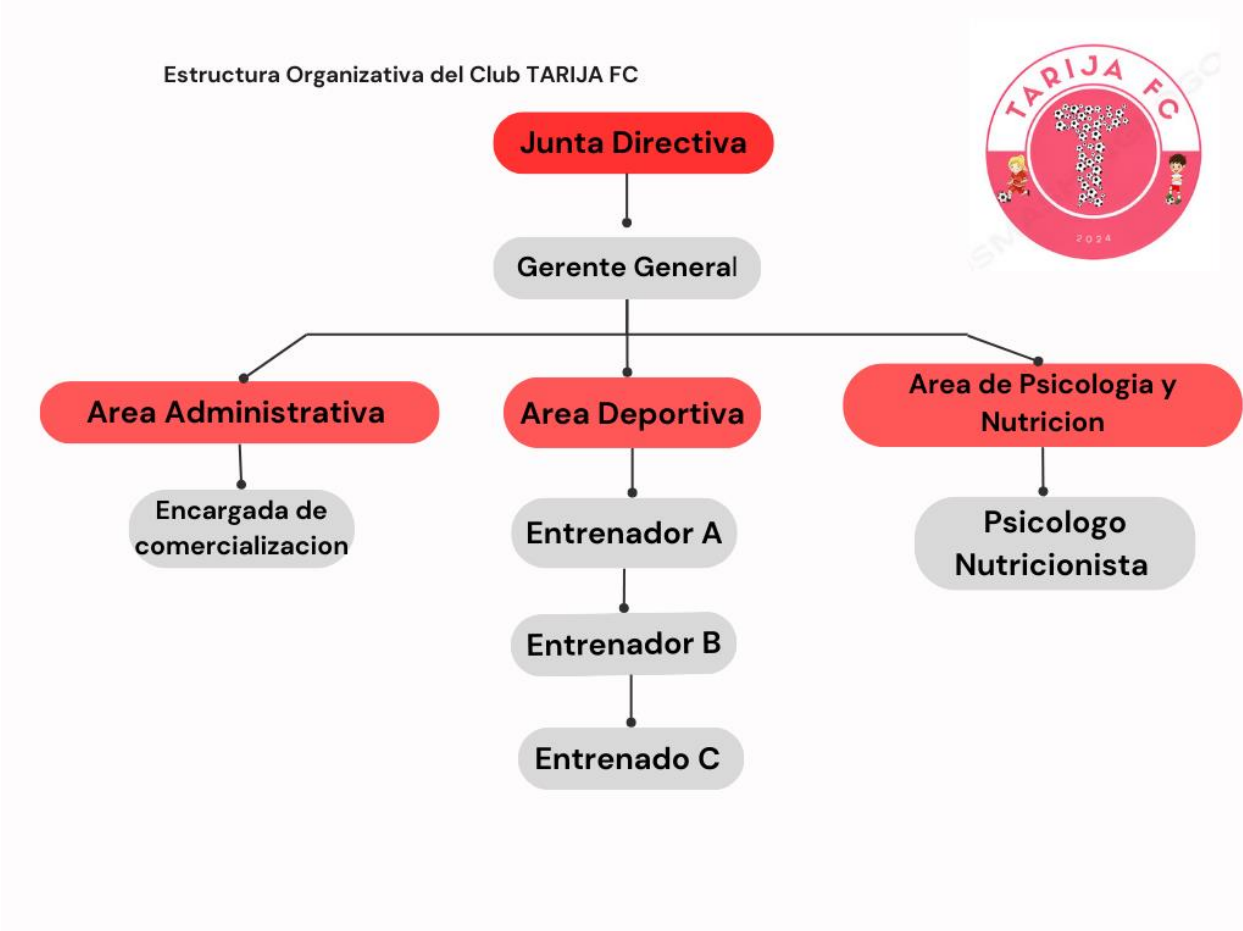 Estructura Organizativa del Club TARIJA FC
TARIJA FC
2024
Junta Directiva
Gerente General
Area Administrativa
Area Deportiva
Area de Psicologia y
Nutricion
Encargada de
comercializacion
Entrenador A
Entrenador B
Entrenado C
Psicologo
Nutricionista